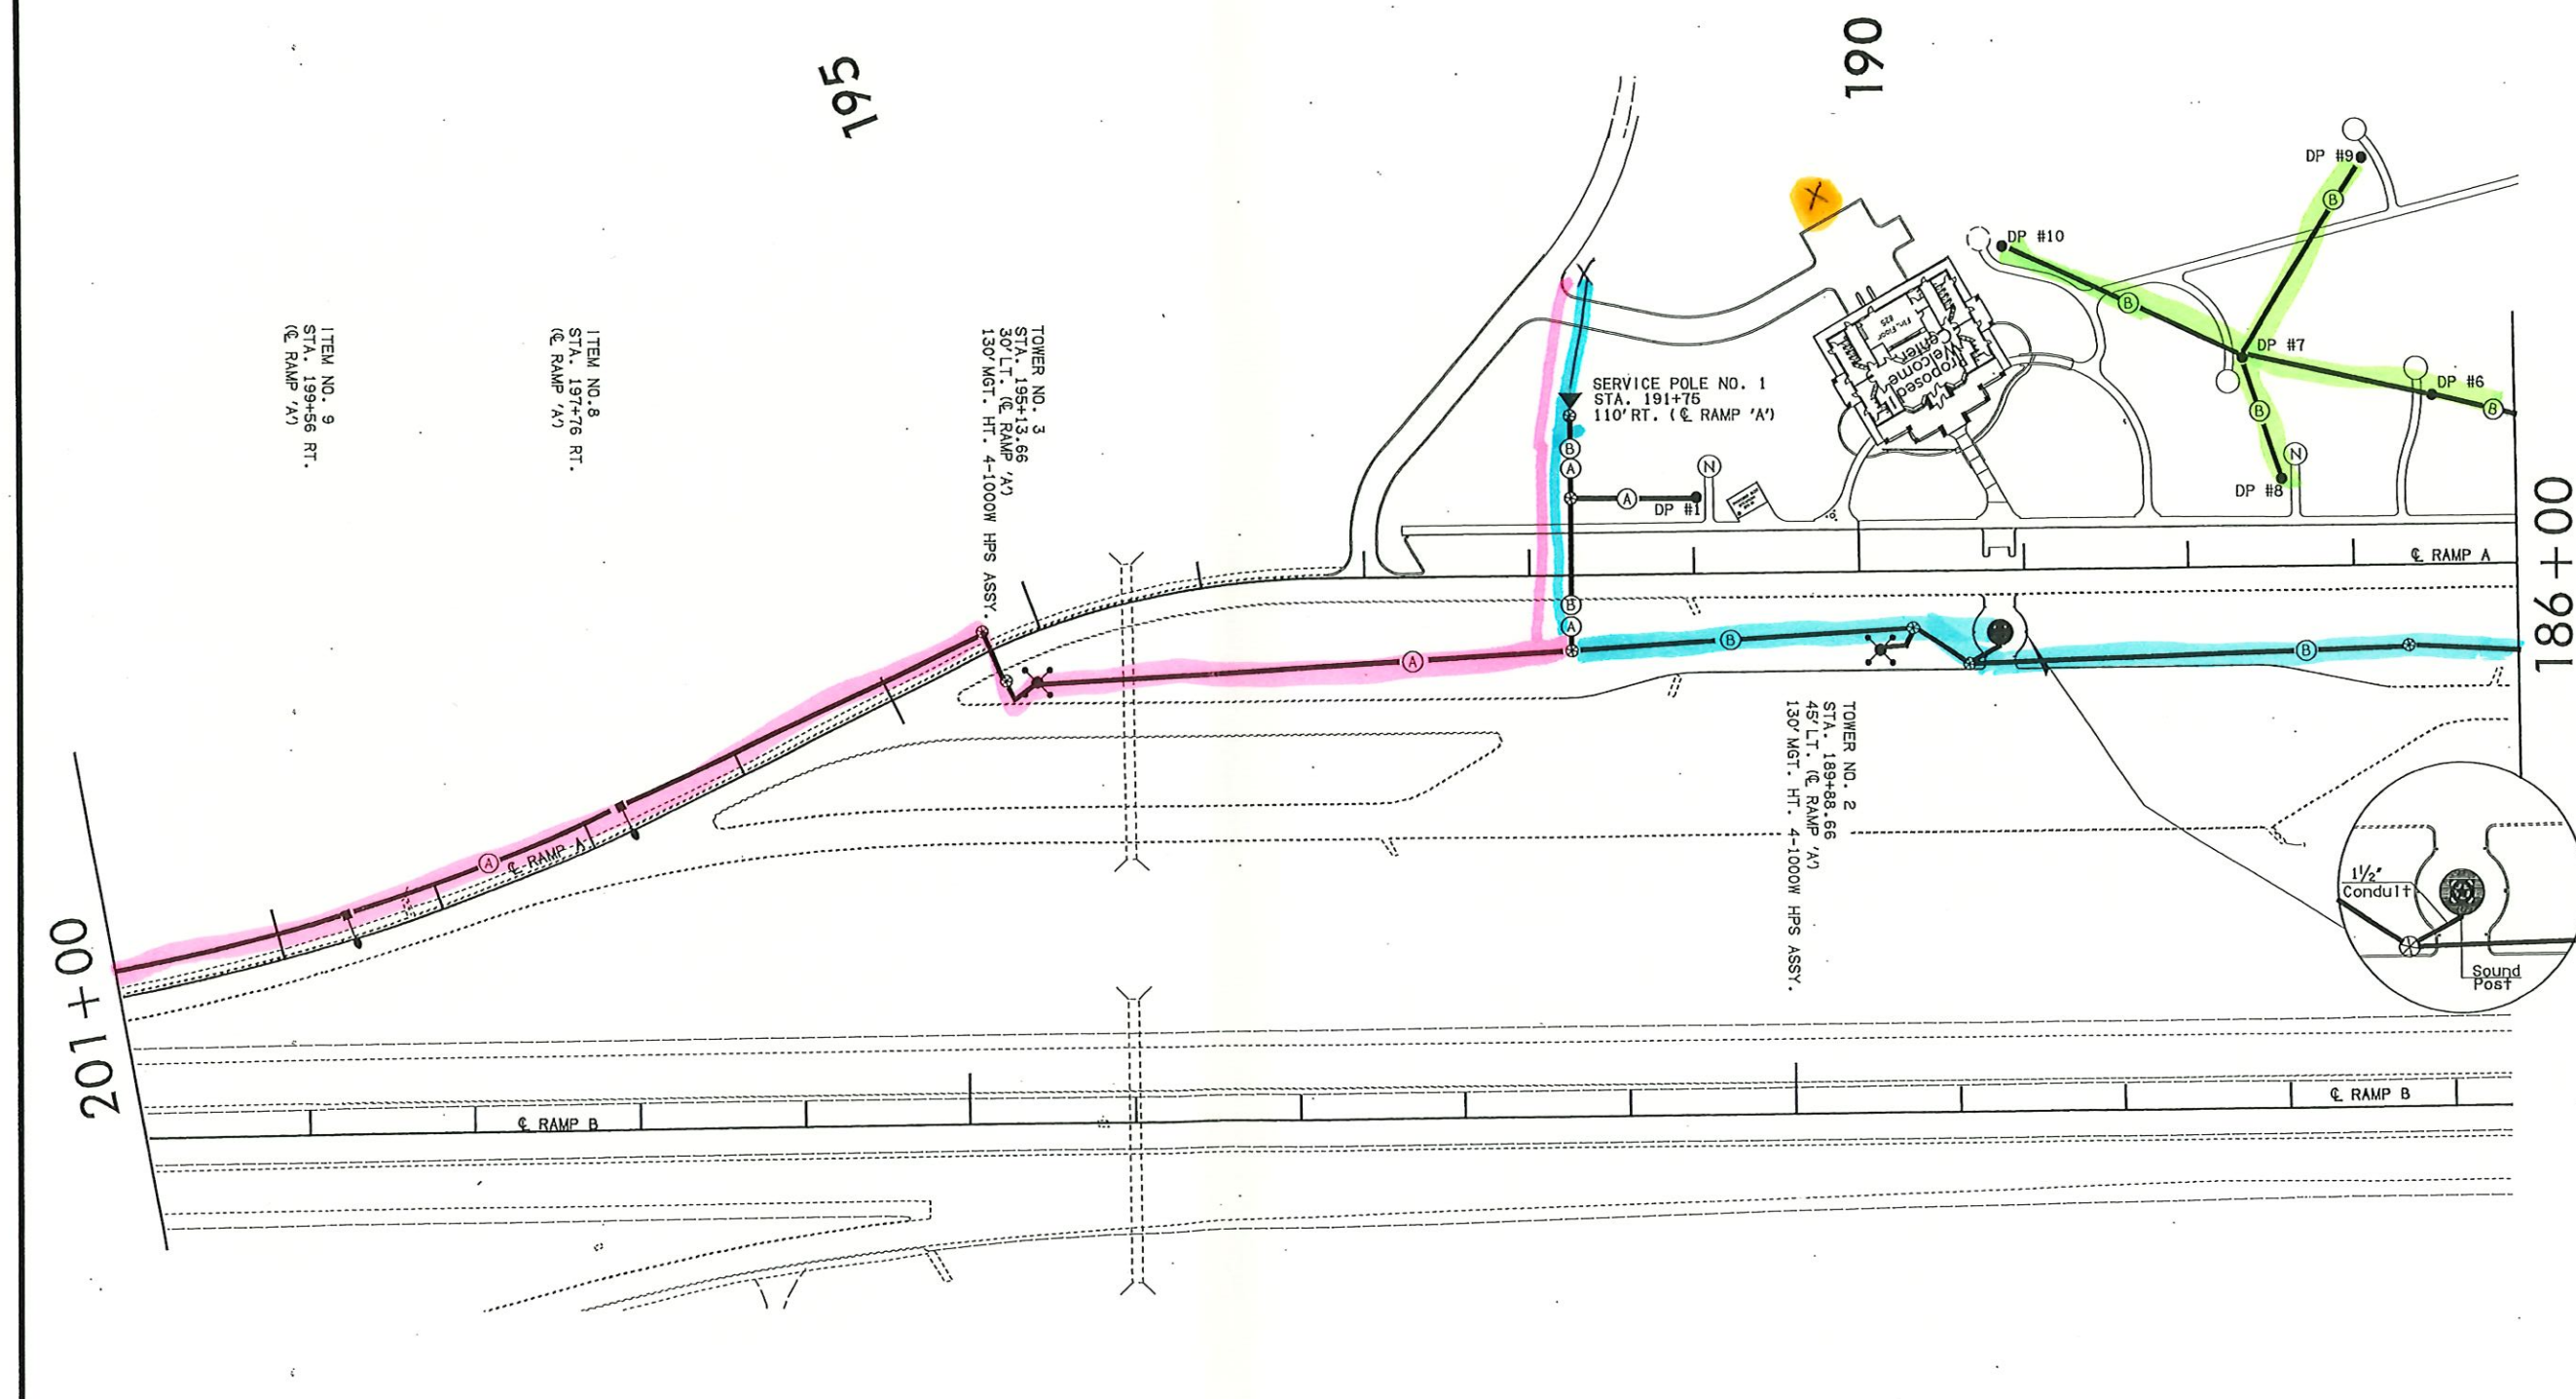 195
190
DP #9
B
X
DP #10
B
DP #7
DP #6
B
B
DP #8
N
Proposed
Welcome
Center
Fin. Floor
825
SERVICE POLE NO. 1
STA. 191+75
110' RT. (℄ RAMP 'A')
B
A
A
DP #1
N
B
A
℄ RAMP A
186+00
ITEM NO. 9
STA. 199+56 RT.
(℄ RAMP 'A')
ITEM NO.8
STA. 197+76 RT.
(℄ RAMP 'A')
TOWER NO. 3
STA. 195+13.66
30' LT. (℄ RAMP 'A')
130' MGT. HT. 4-1000W HPS ASSY.
A
B
B
TOWER NO. 2
STA. 189+88.66
45' LT. (℄ RAMP 'A')
130' MGT. HT. 4-1000W HPS ASSY.
A
℄ RAMP A
201+00
1½"
Conduit
Sound
Post
℄ RAMP B
℄ RAMP B